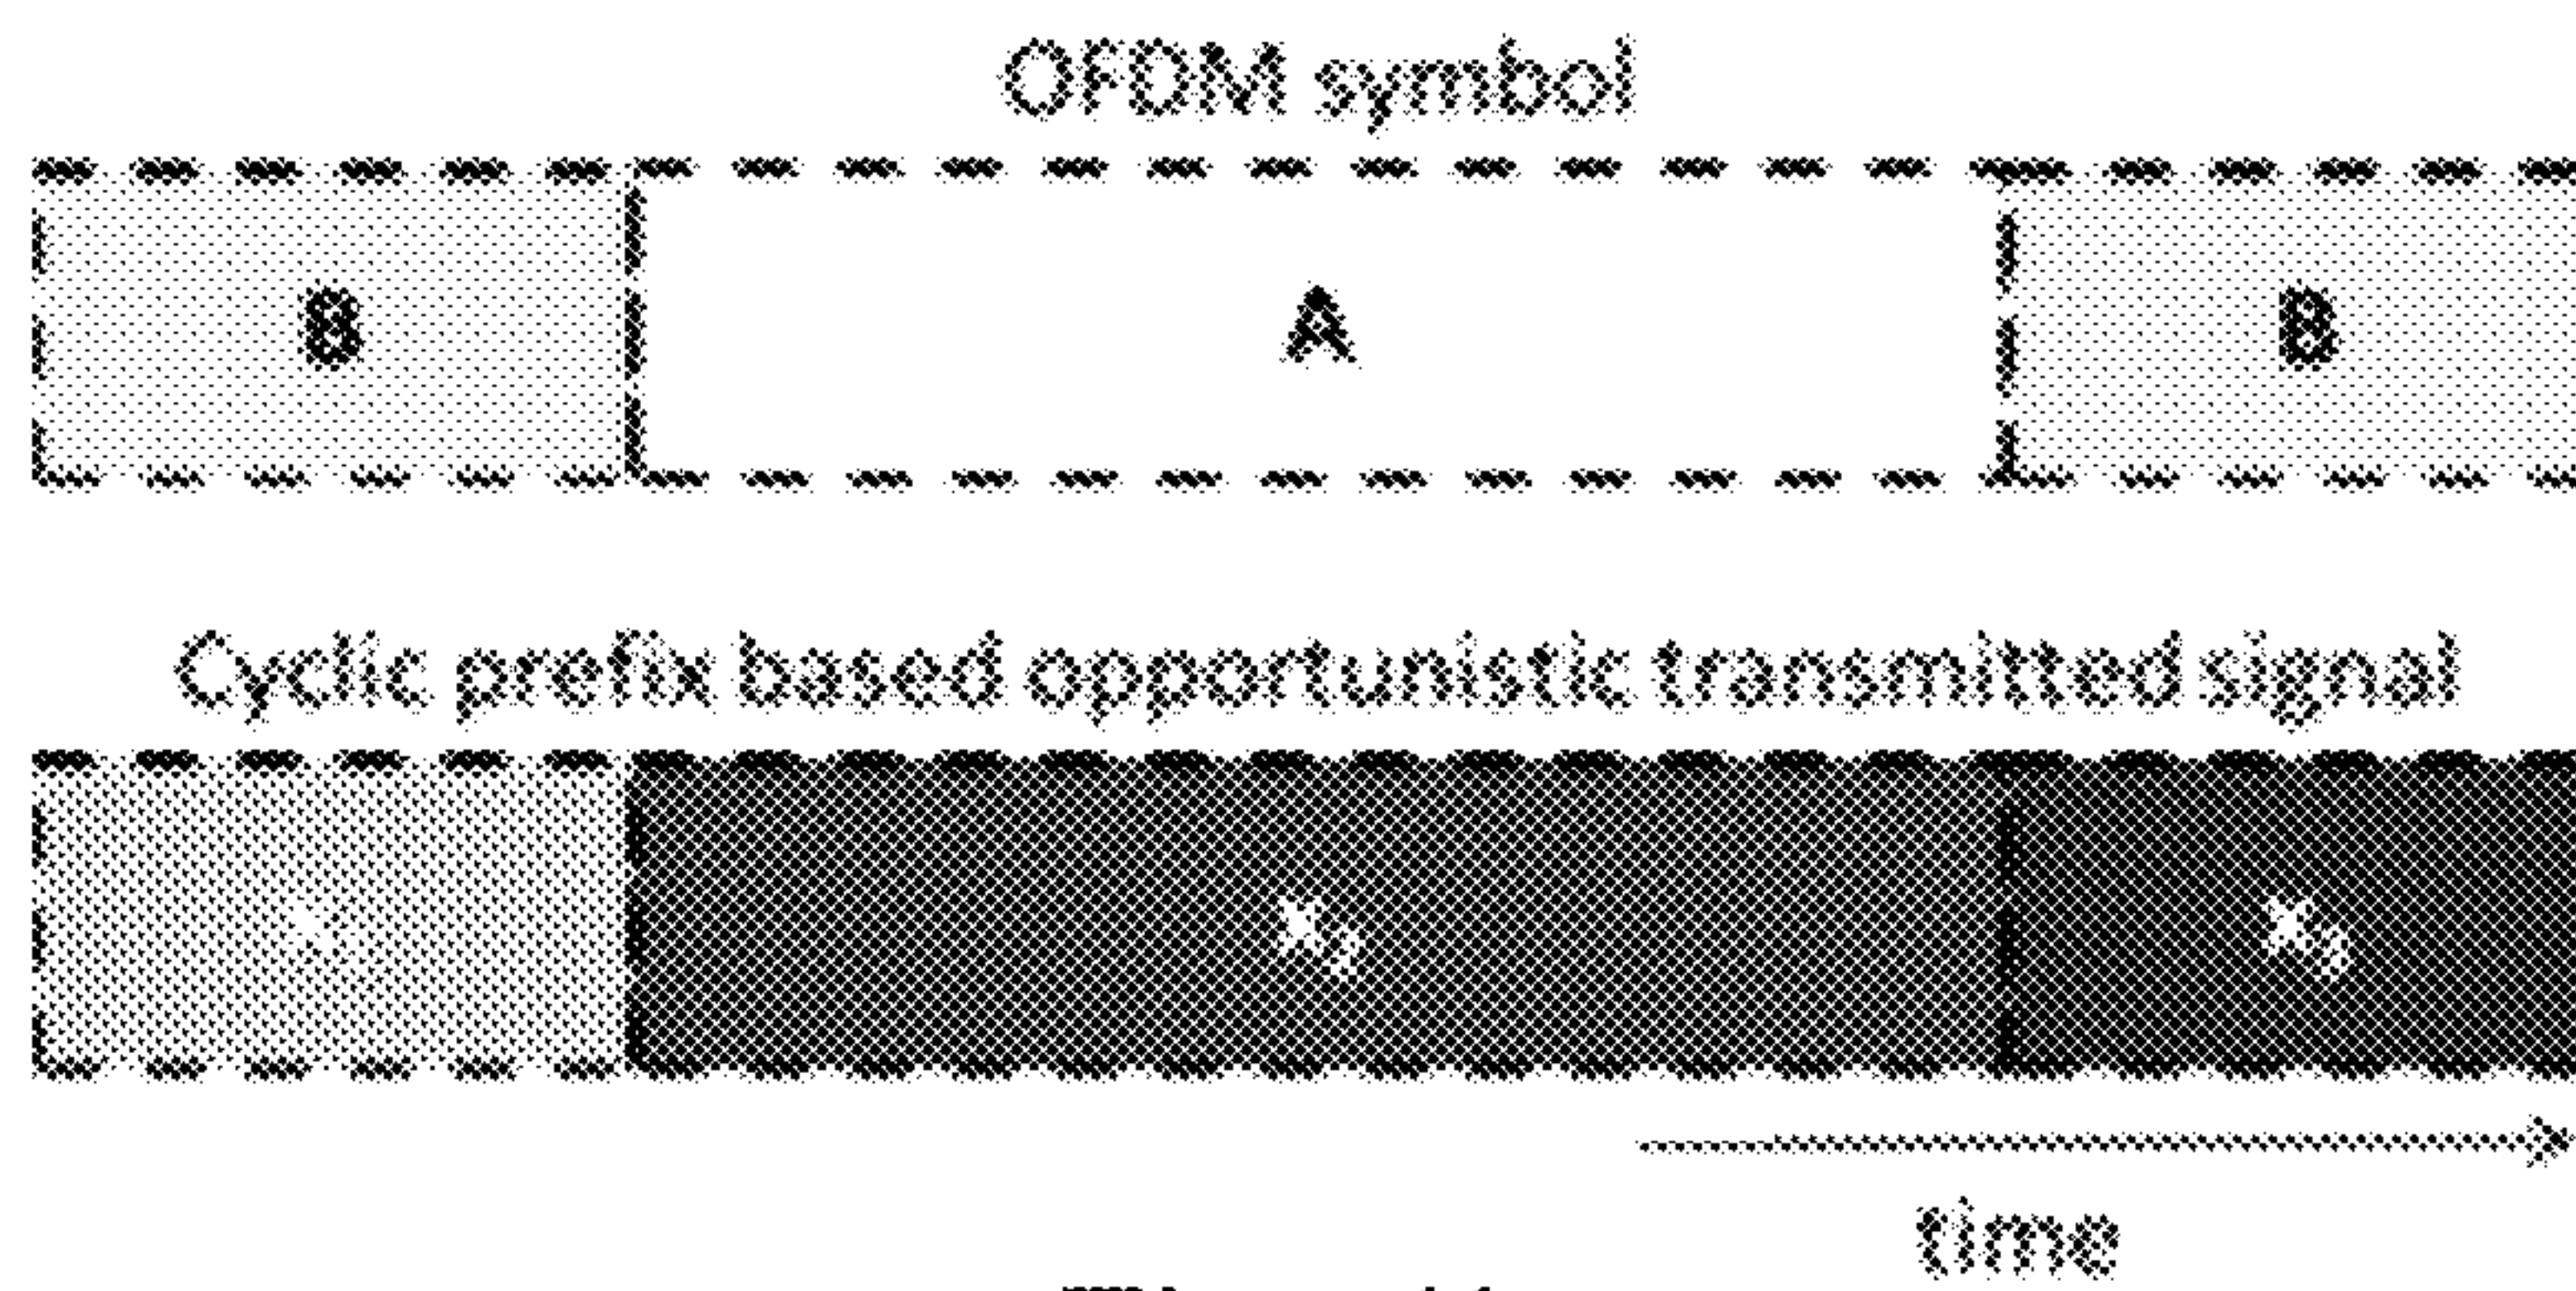 OFDM symbol
B A B
Cyclic prefix based opportunistic transmitted signal
time